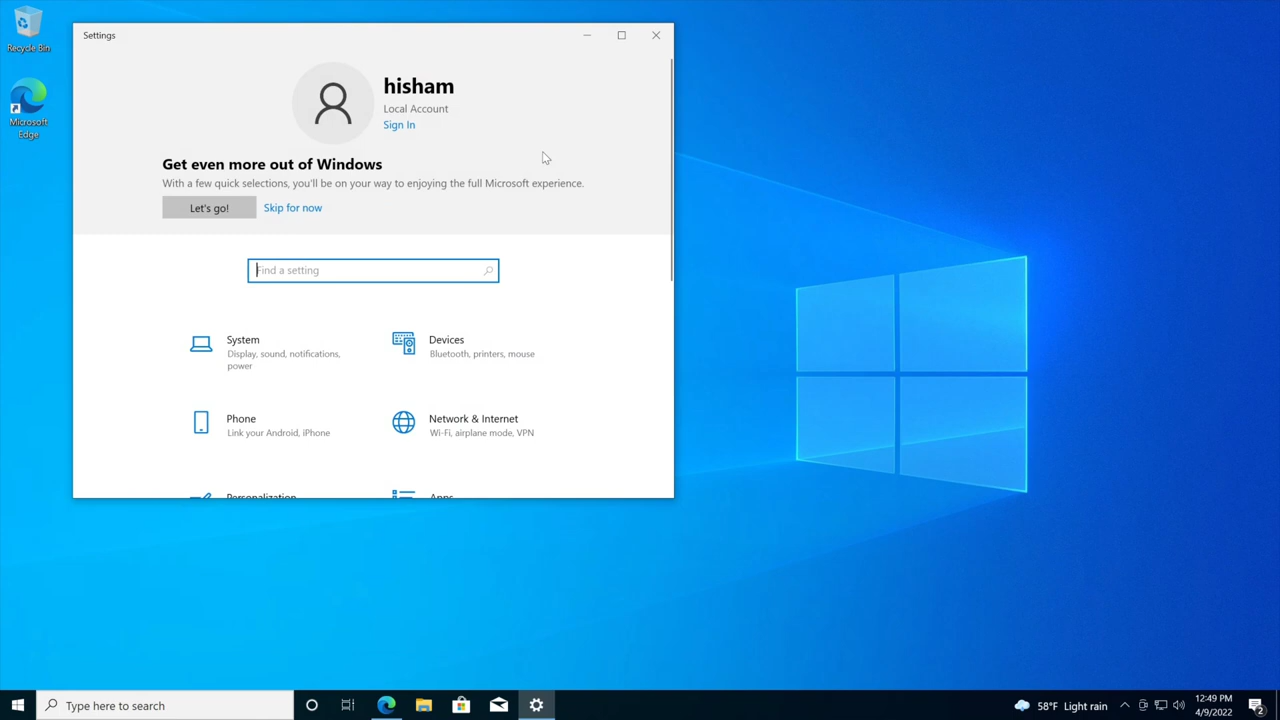 Recycle Bin
Microsoft
Edge
Settings
hisham
Local Account
Sign In
Get even more out of Windows
With a few quick selections, you'll be on your way to enjoying the full Microsoft experience.
Let's go!
Skip for now
Find a setting
System
Display, sound, notifications,
power
Devices
Bluetooth, printers, mouse
Phone
Link your Android, iPhone
Network & Internet
Wi-Fi, airplane mode, VPN
Personalization
Apps
Type here to search
58°F Light rain
12:49 PM
4/9/2022
2